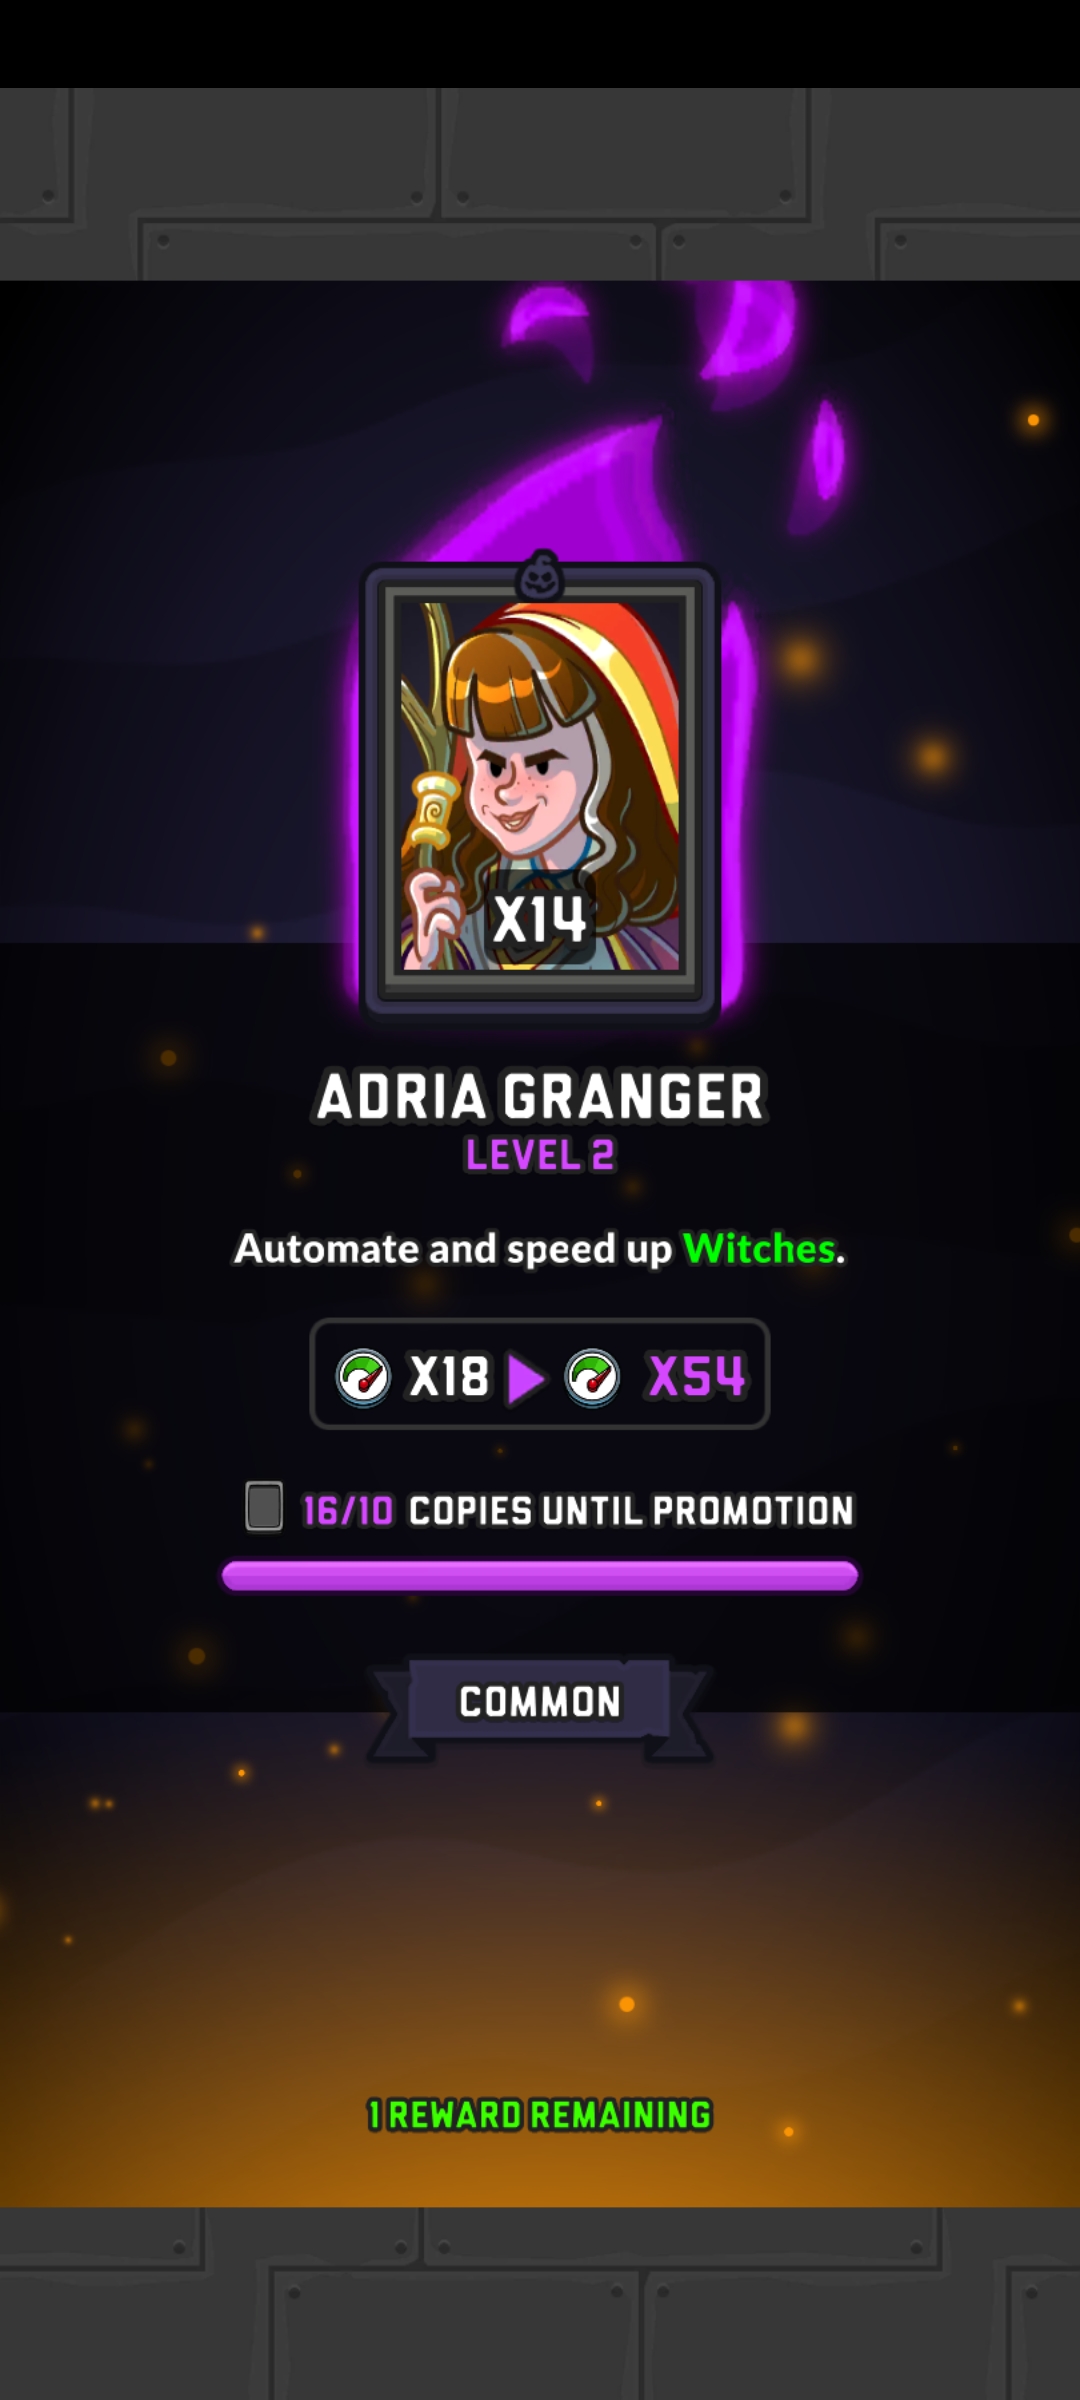 X14
ADRIA GRANGER
LEVEL 2
Automate and speed up Witches.
X18 X54
16/10 COPIES UNTIL PROMOTION
COMMON
1 REWARD REMAINING